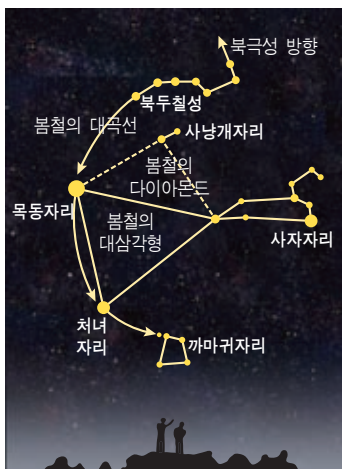 북극성 방향
북두칠성
봄철의 대곡선
사냥개자리
봄철의
다이아몬드
목동자리
봄철의
대삼각형
사자자리
처녀
자리
까마귀자리